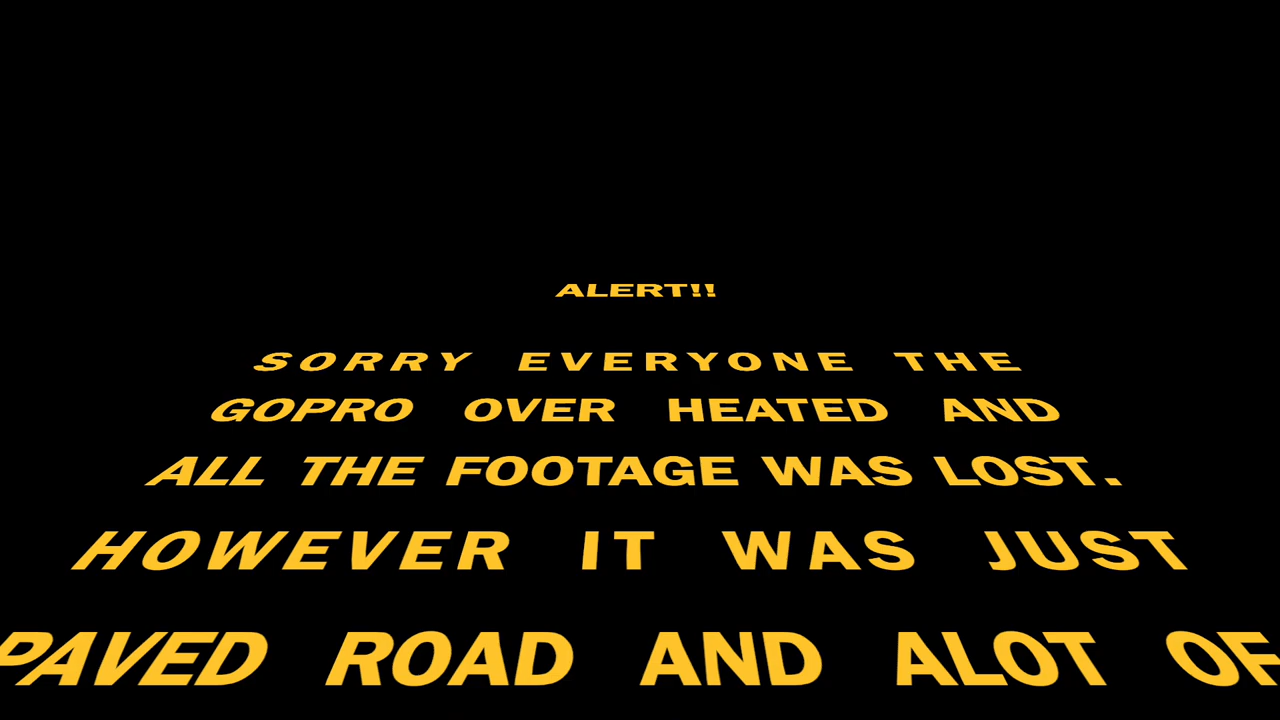 ALERT!!
SORRY EVERYONE THE
GOPRO OVER HEATED AND
ALL THE FOOTAGE WAS LOST.
HOWEVER IT WAS JUST
PAVED ROAD AND ALOT OF